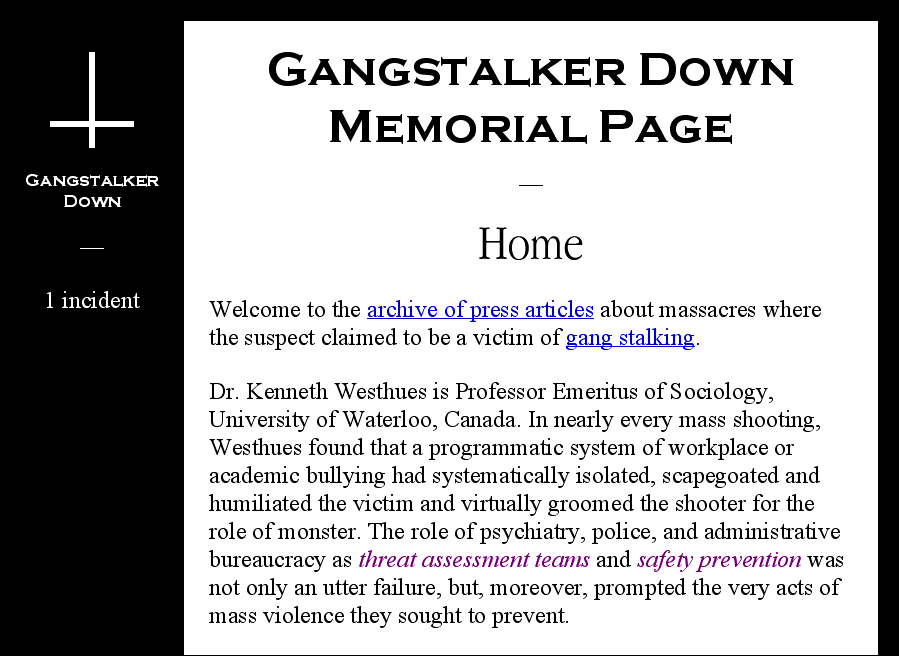 GANGSTALKER DOWN
MEMORIAL PAGE
GANGSTALKER
DOWN
1 incident
Home
Welcome to the archive of press articles about massacres where
the suspect claimed to be a victim of gang stalking.
Dr. Kenneth Westhues is Professor Emeritus of Sociology,
University of Waterloo, Canada. In nearly every mass shooting,
Westhues found that a programmatic system of workplace or
academic bullying had systematically isolated, scapegoated and
humiliated the victim and virtually groomed the shooter for the
role of monster. The role of psychiatry, police, and administrative
bureaucracy as threat assessment teams and safety prevention was
not only an utter failure, but, moreover, prompted the very acts of
mass violence they sought to prevent.